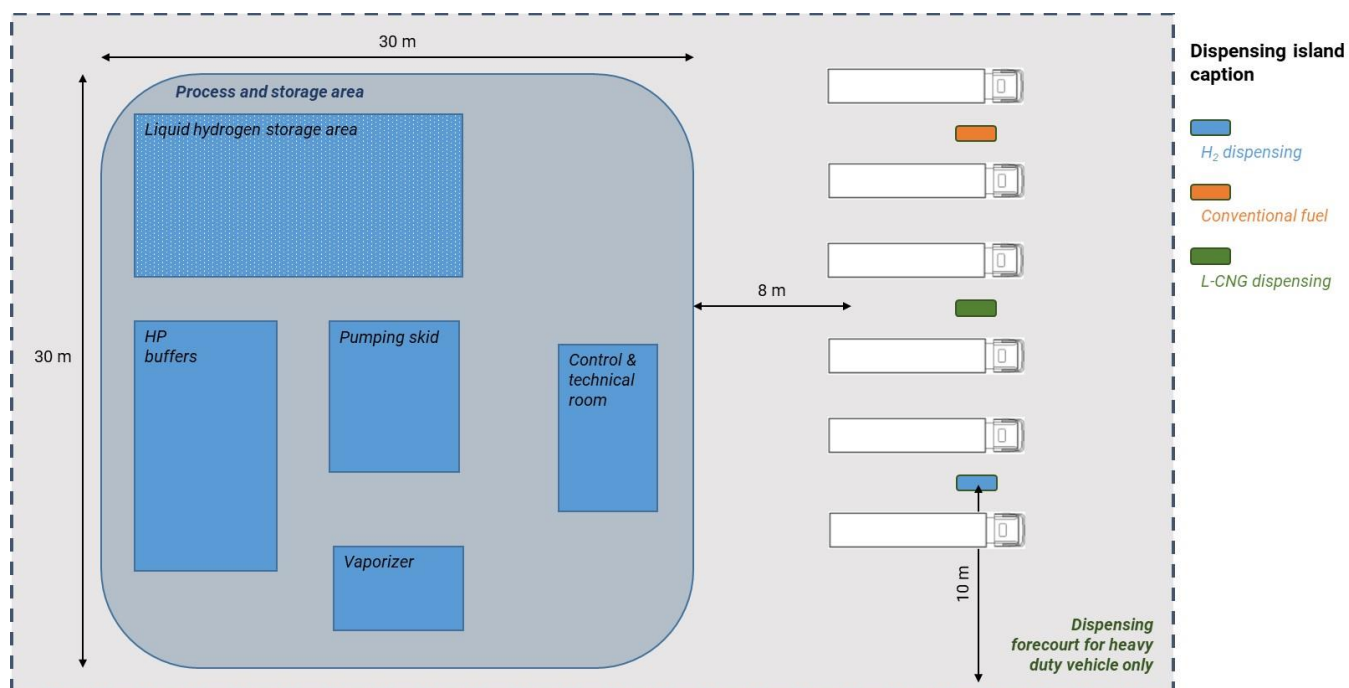 30 m
Process and storage area
Liquid hydrogen storage area
30 m
HP
buffers
Pumping skid
Control &
technical
room
Vaporizer
8 m
10 m
Dispensing
forecourt for heavy
duty vehicle only
Dispensing island
caption
H₂ dispensing
Conventional fuel
L-CNG dispensing